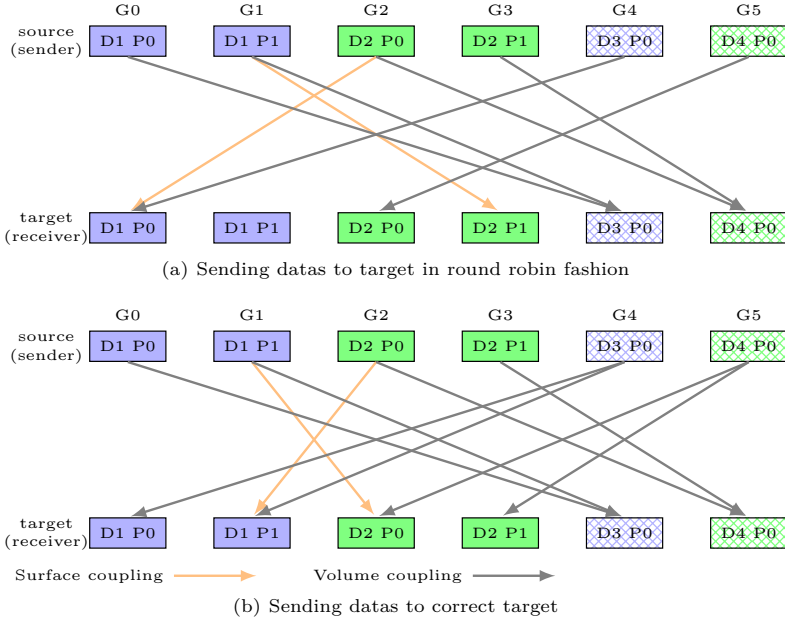 G0 G1 G2 G3 G4 G5
source
(sender)
D1 P0 D1 P1 D2 P0 D2 P1 D3 P0 D4 P0
target
(receiver)
D1 P0 D1 P1 D2 P0 D2 P1 D3 P0 D4 P0
(a) Sending datas to target in round robin fashion
G0 G1 G2 G3 G4 G5
source
(sender)
D1 P0 D1 P1 D2 P0 D2 P1 D3 P0 D4 P0
target
(receiver)
D1 P0 D1 P1 D2 P0 D2 P1 D3 P0 D4 P0
Surface coupling Volume coupling
(b) Sending datas to correct target